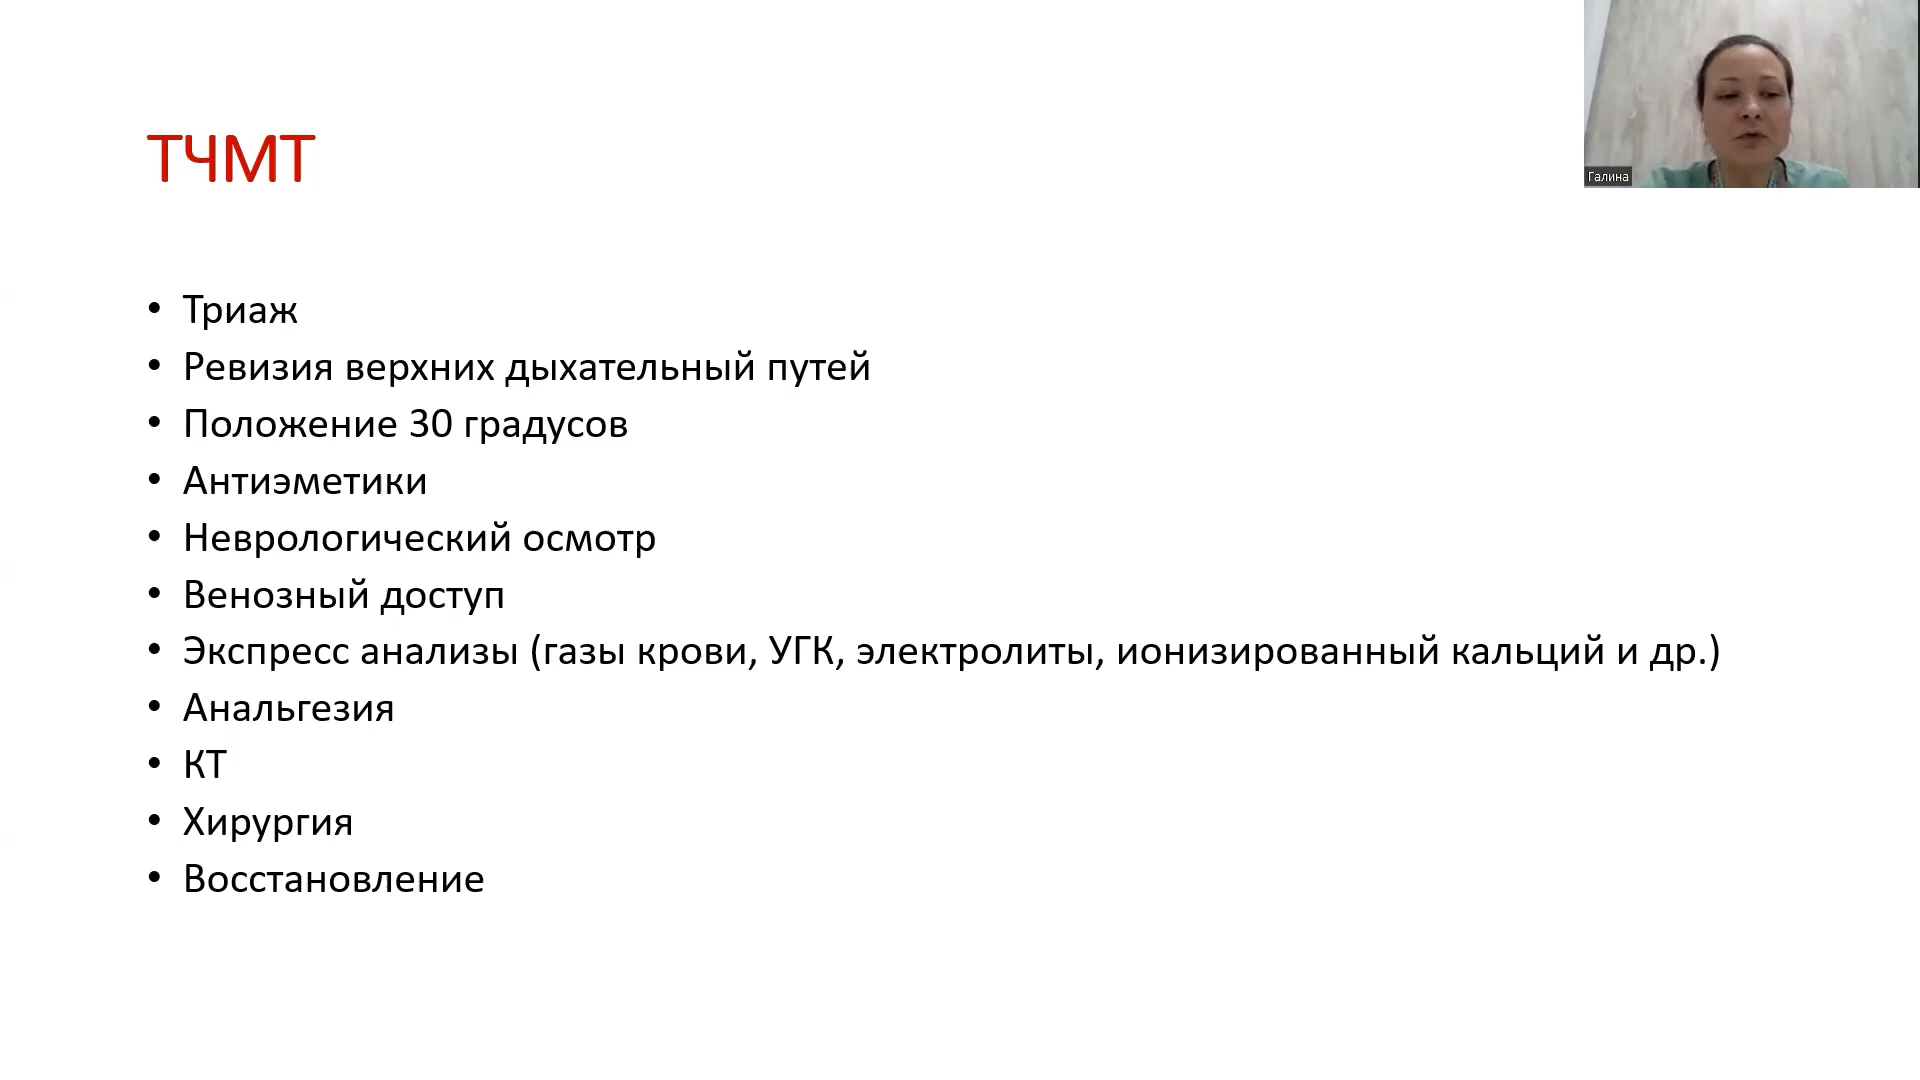 ТЧМТ
Галина
• Триаж
• Ревизия верхних дыхательный путей
• Положение 30 градусов
• Антиэметики
• Неврологический осмотр
• Венозный доступ
• Экспресс анализы (газы крови, УГК, электролиты, ионизированный кальций и др.)
• Анальгезия
• КТ
• Хирургия
• Восстановление